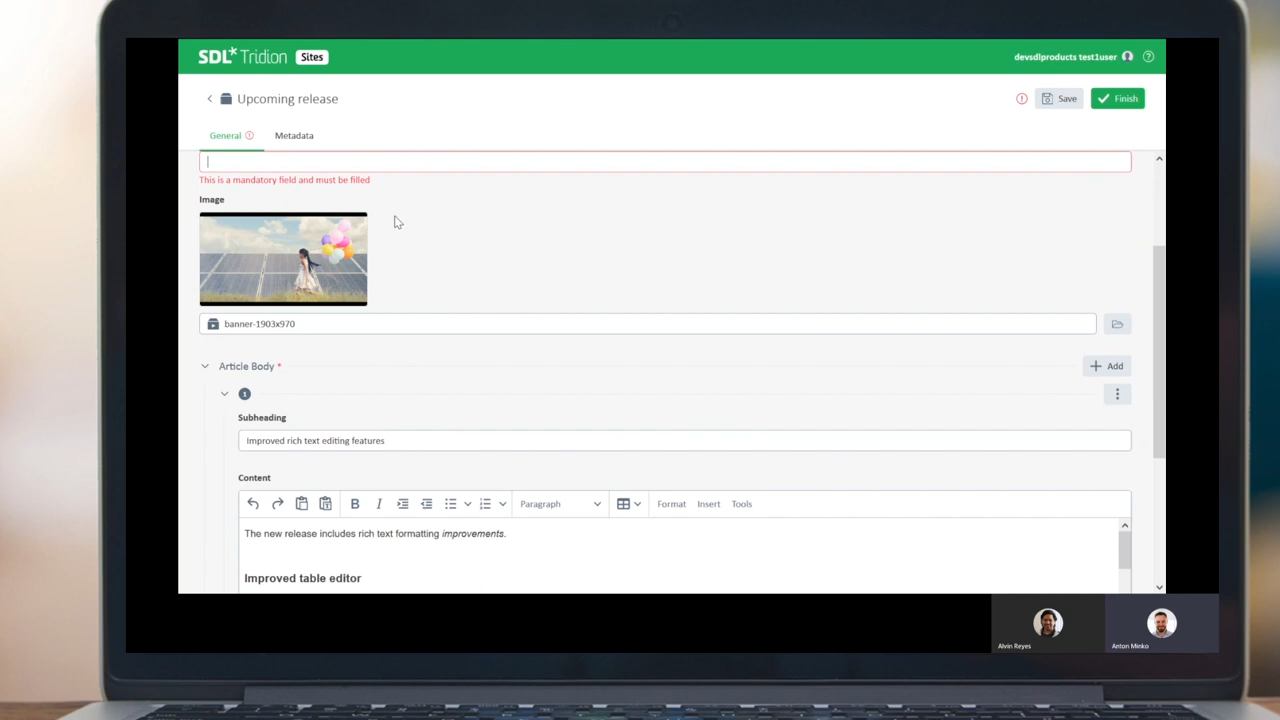 SDL* Tridion Sites
devsdlproducts test1user
Upcoming release
Save
Finish
General
Metadata
This is a mandatory field and must be filled
Image
banner-1903x970
Article Body *
Add
1
Subheading
Improved rich text editing features
Content
B I Paragraph Format Insert Tools
The new release includes rich text formatting improvements.
Improved table editor
Alvin Reyes
Anton Minko